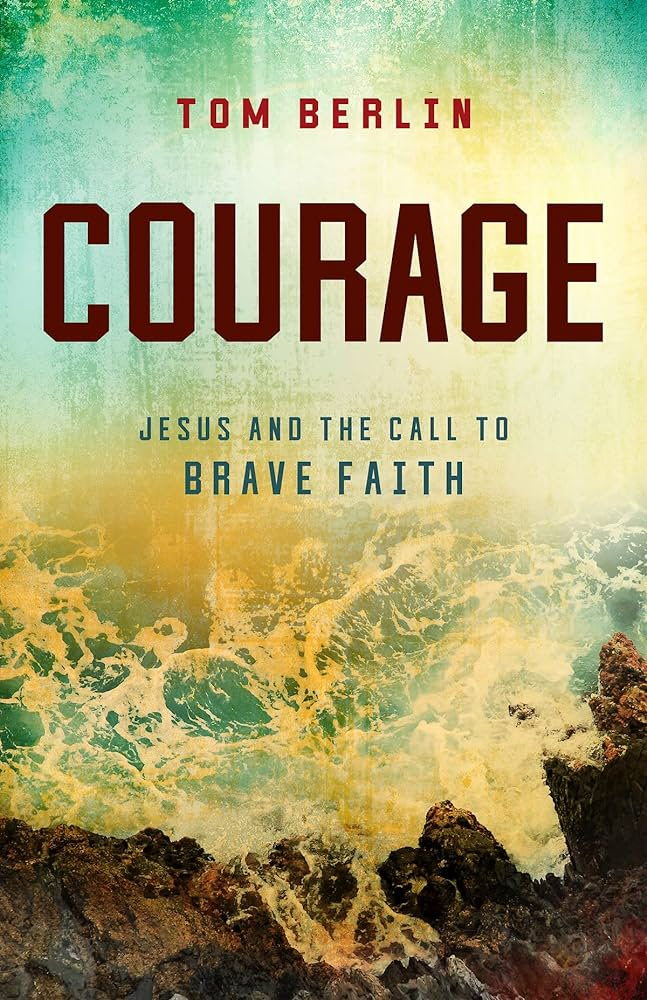 TOM BERLIN
COURAGE
JESUS AND THE CALL TO
BRAVE FAITH